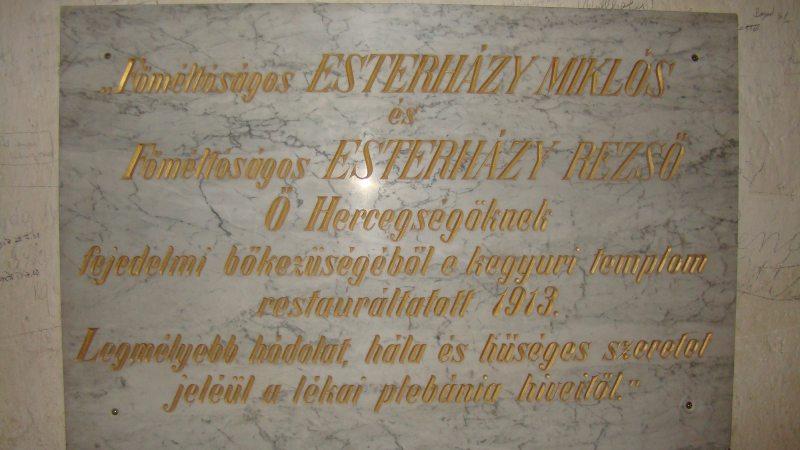 „Főméltóságos ESTERHÁZY MIKLÓS
és
Főméltóságos ESTERHÁZY REZSŐ
Ő Hercegségöknek
fejedelmi bőkezűségéből e kegyuri templom
restauráltatott 1913.
Legmélyebb hódolat, hála és hűséges szeretet
jeléül a lékai plebánia hiveitől."